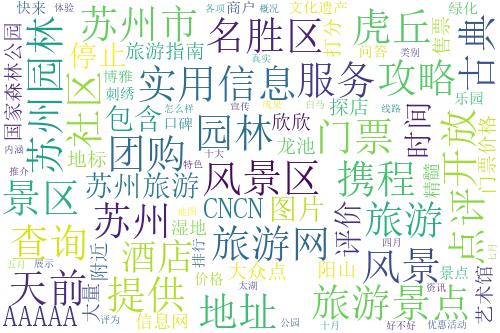 快来
体验
各项
商户
概况
文化遗产
绿化
苏州市
名胜区
打分
虎丘
售票
古典
国家森林公园
苏州园林
停止
旅游指南
真实
问答
类别
社区
博雅
实用信息
服务
攻略
乐园
刺绣
怎么样
宣传
成果
白马
线路
内涵
包含
口碑
探店
园林
欣欣
门票
时间
开放
门票价格
地标
团购
龙池
特色
推介
十大
精髓
点评
景区
苏州旅游
风景区
携程
苏州
地图
CNCN
图片
评价
旅游
查询
附近
酒店
湿地
排行
旅游网
风景
四月
艺术馆
大众点
阳山
景点
五月
展示
天前
提供
价格
太湖
资讯
AAAAA
大量
评为
信息网
地址
公园
旅游景点
十月
好不好
优惠活动